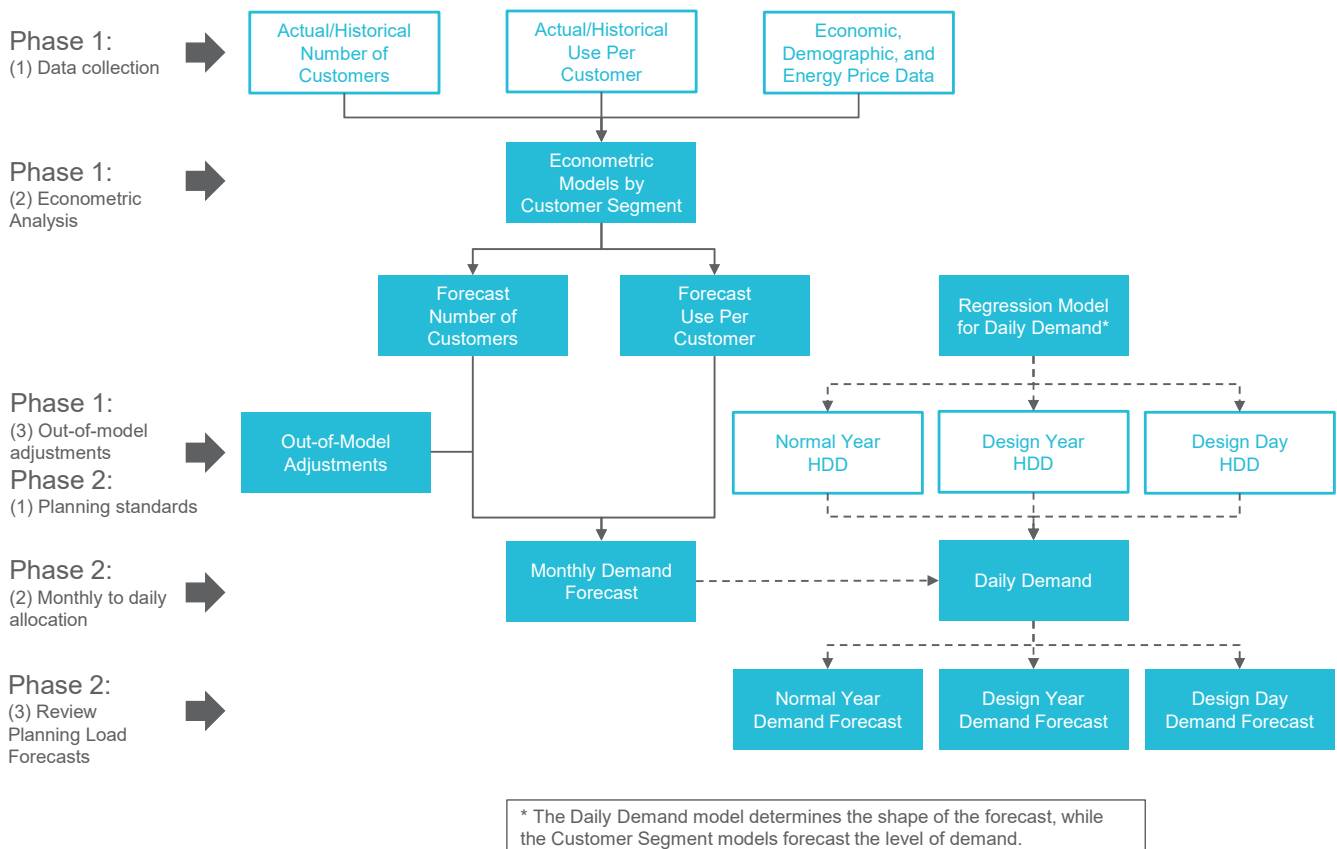 Phase 1:
(1) Data collection
Actual/Historical
Number of
Customers
Actual/Historical
Use Per
Customer
Economic,
Demographic, and
Energy Price Data
Phase 1:
(2) Econometric
Analysis
Econometric
Models by
Customer Segment
Forecast
Number of
Customers
Forecast
Use Per
Customer
Regression Model
for Daily Demand*
Phase 1:
(3) Out-of-model
adjustments
Phase 2:
(1) Planning standards
Out-of-Model
Adjustments
Normal Year
HDD
Design Year
HDD
Design Day
HDD
Phase 2:
(2) Monthly to daily
allocation
Monthly Demand
Forecast
Daily Demand
Phase 2:
(3) Review
Planning Load
Forecasts
Normal Year
Demand Forecast
Design Year
Demand Forecast
Design Day
Demand Forecast
* The Daily Demand model determines the shape of the forecast, while
the Customer Segment models forecast the level of demand.